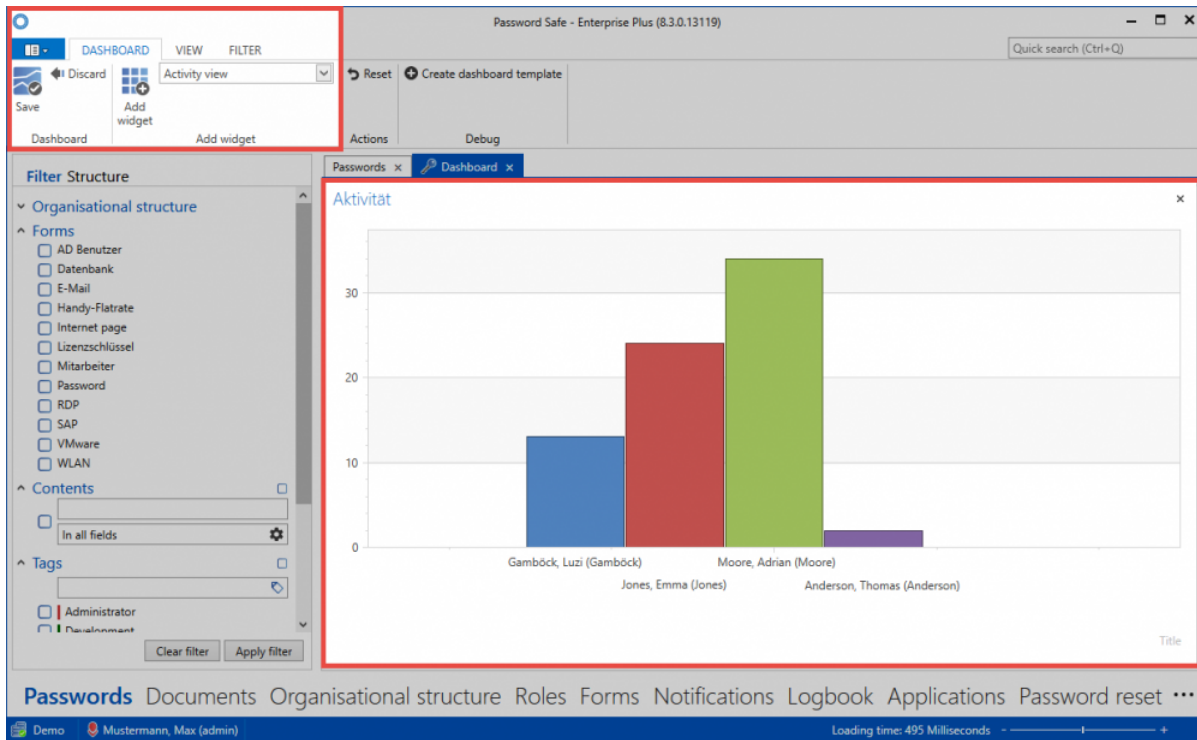 Password Safe - Enterprise Plus (8.3.0.13119)
DASHBOARD VIEW FILTER
Quick search (Ctrl+Q)
Save
Discard
Add widget
Activity view
Reset
Create dashboard template
Dashboard
Add widget
Actions
Debug
Filter Structure
Organisational structure
Forms
AD Benutzer
Datenbank
E-Mail
Handy-Flatrate
Internet page
Lizenzschlüssel
Mitarbeiter
Password
RDP
SAP
VMware
WLAN
Contents
In all fields
Tags
Administrator
Development
Clear filter
Apply filter
Passwords x
Dashboard x
Aktivität
30
20
10
0
Gamböck, Luzi (Gamböck)
Moore, Adrian (Moore)
Jones, Emma (Jones)
Anderson, Thomas (Anderson)
Title
Passwords Documents Organisational structure Roles Forms Notifications Logbook Applications Password reset •••
Demo
Mustermann, Max (admin)
Loading time: 495 Milliseconds - +